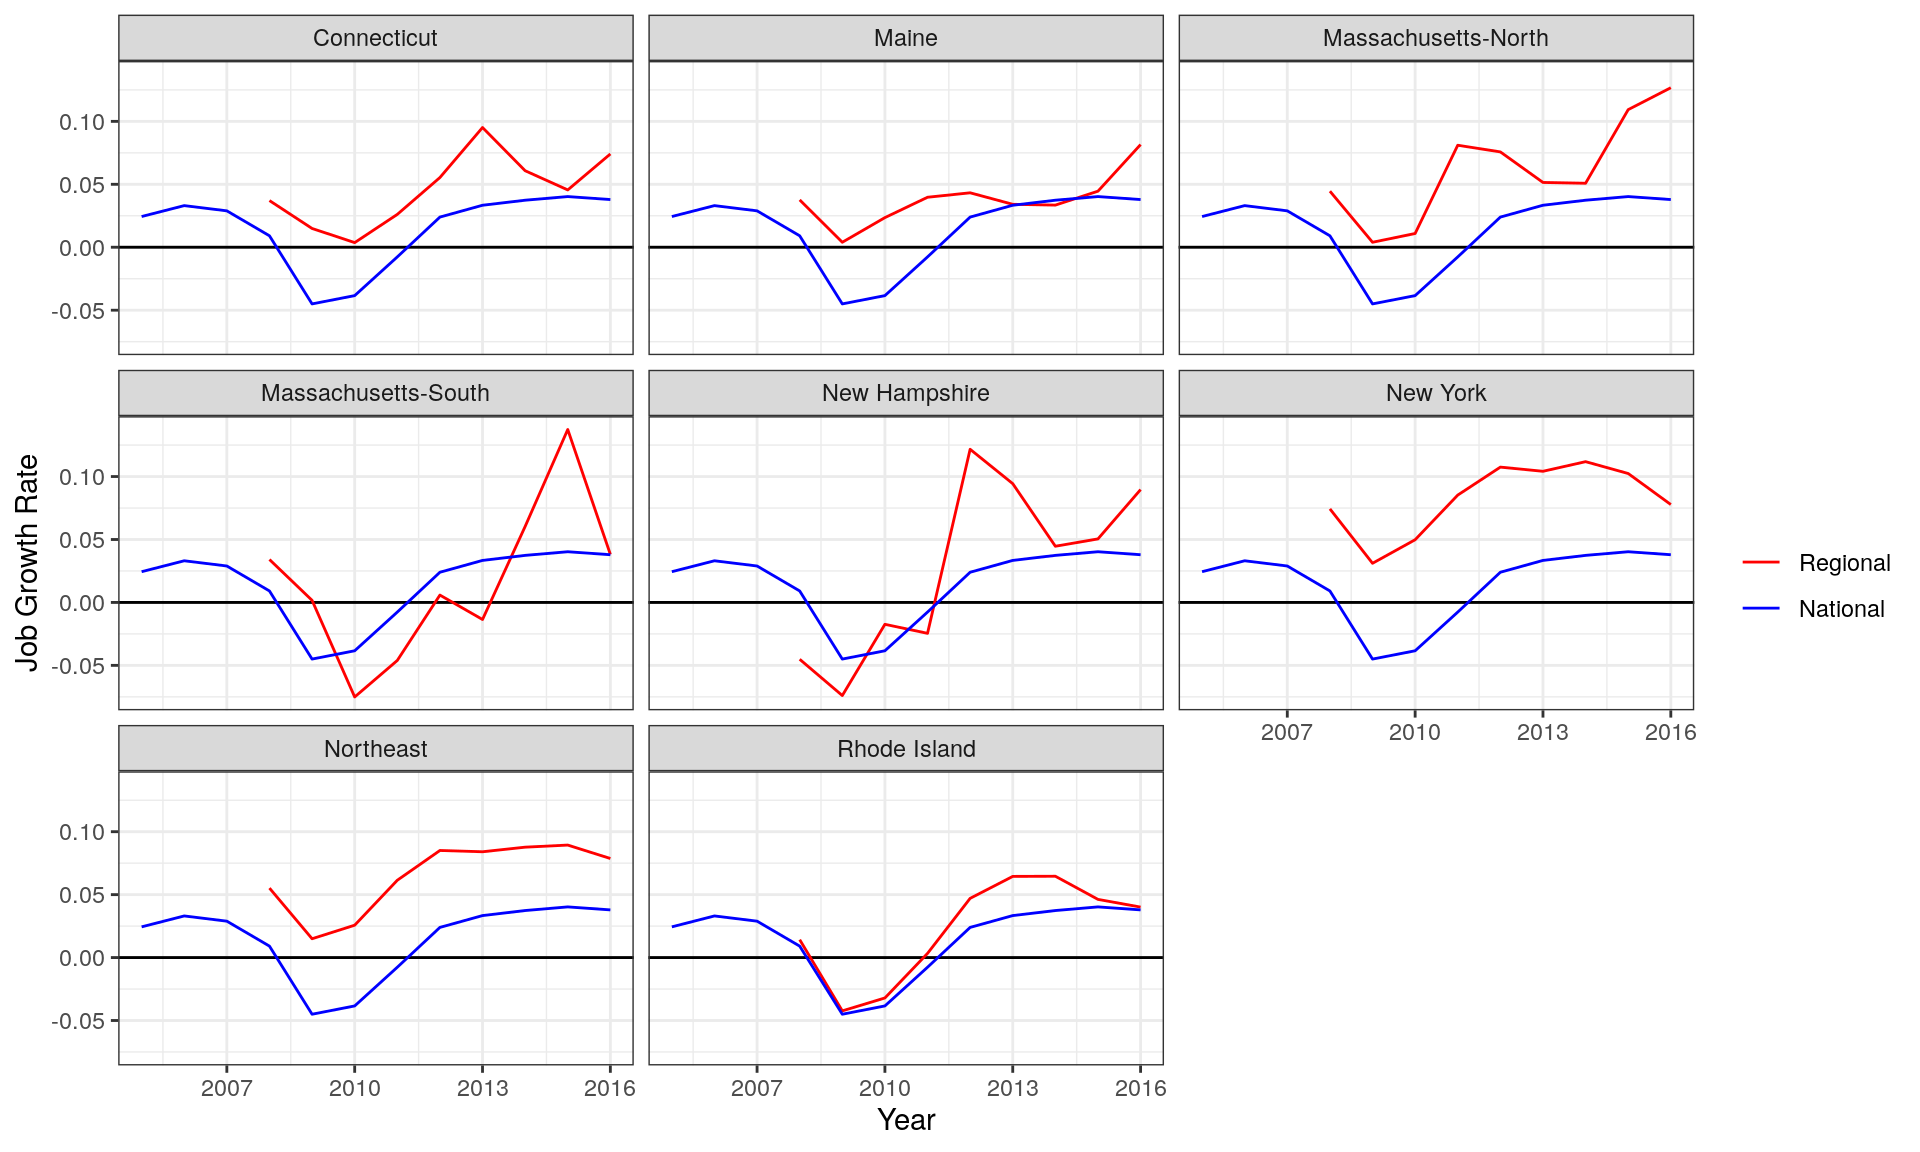 Connecticut
Maine
Massachusetts-North
0.10
0.05
0.00
-0.05
Massachusetts-South
New Hampshire
New York
0.10
0.05
0.00
-0.05
2007 2010 2013 2016
Northeast
Rhode Island
0.10
0.05
0.00
-0.05
2007 2010 2013 2016
2007 2010 2013 2016
Year
Job Growth Rate
Regional
National